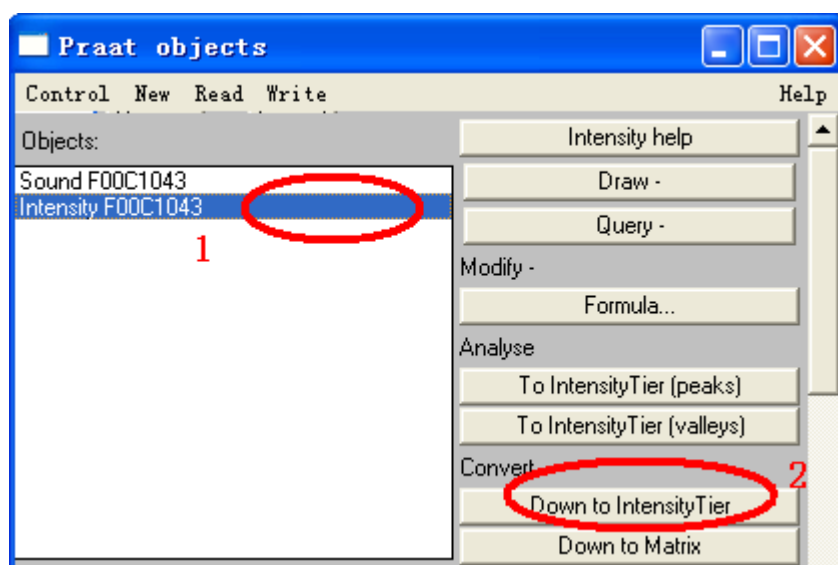 Praat objects
Control New Read Write Help
Objects:
Sound F00C1043
Intensity F00C1043
1
Intensity help
Draw -
Query -
Modify -
Formula...
Analyse
To IntensityTier (peaks)
To IntensityTier (valleys)
Convert
2
Down to IntensityTier
Down to Matrix